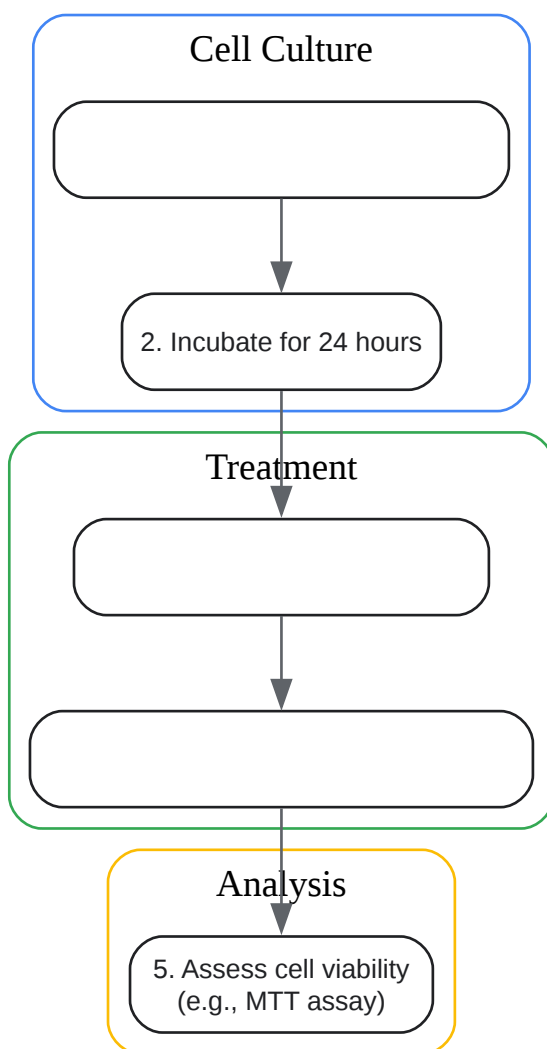 Cell Culture
2. Incubate for 24 hours
Treatment
Analysis
5. Assess cell viability
(e.g., MTT assay)